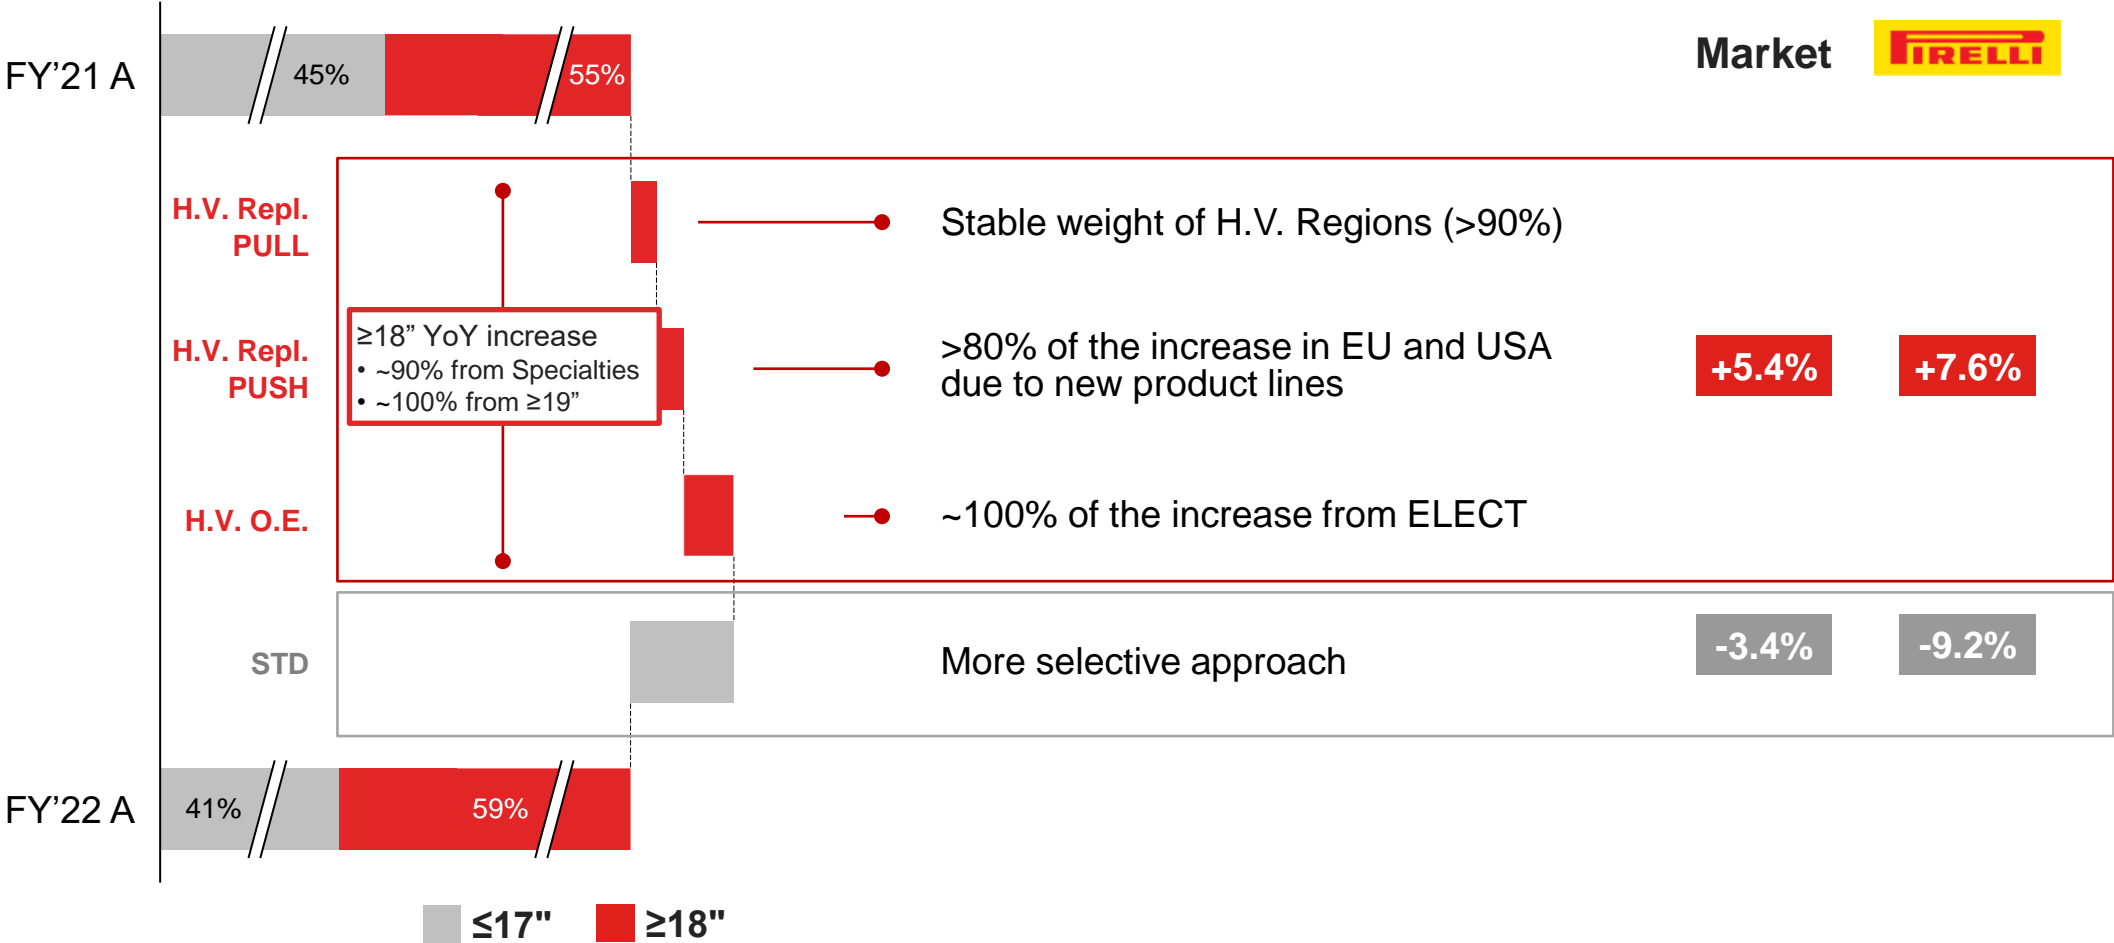 FY’21 A
45%
55%
Market
PIRELLI
H.V. Repl.
PULL
Stable weight of H.V. Regions (>90%)
H.V. Repl.
PUSH
≥18” YoY increase
• ~90% from Specialties
• ~100% from ≥19”
>80% of the increase in EU and USA
due to new product lines
+5.4%
+7.6%
H.V. O.E.
~100% of the increase from ELECT
STD
More selective approach
-3.4%
-9.2%
FY’22 A
41%
59%
≤17"
≥18"